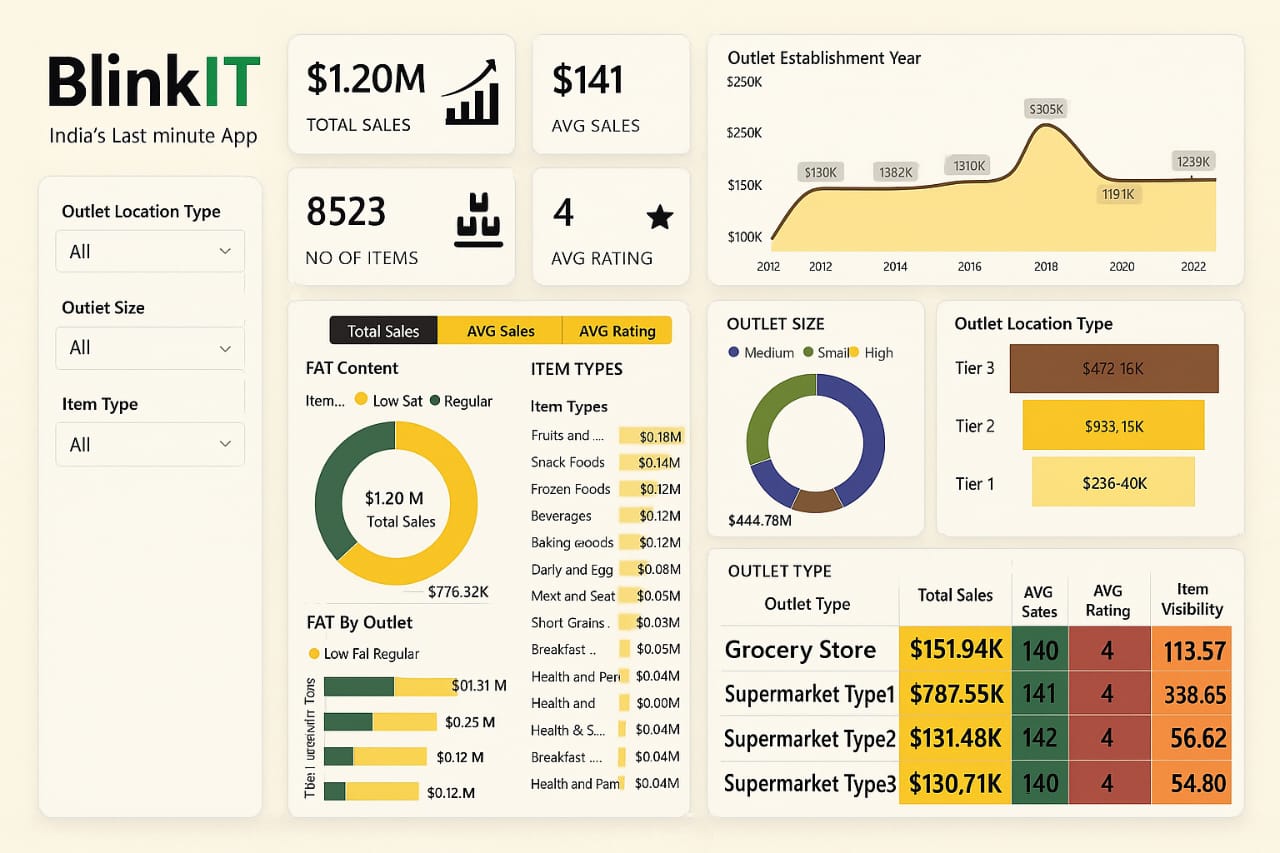 BlinkIT
India's Last minute App
Outlet Location Type
All
Outiet Size
All
Item Type
All
$1.20M
TOTAL SALES
$141
AVG SALES
8523
NO OF ITEMS
4
AVG RATING
Outlet Establishment Year
$250K
$250K
$150K
$100K
$130K
1382K
1310K
$305K
1191K
1239K
2012 2012 2014 2016 2018 2020 2022
Total Sales AVG Sales AVG Rating
FAT Content
Item... Low Sat Regular
$1.20 M
Total Sales
$776.32K
FAT By Outlet
Low Fal Regular
$01.31 M
$0.25 M
$0.12 M
$0.12.M
ITEM TYPES
Item Types
Fruits and .... $0.18M
Snack Foods $0.14M
Frozen Foods $0.12M
Beverages $0.12M
Baking $0.12M
Darly and Egg $0.08M
Mext and Seat $0.05M
Short Grains . $0.03M
Breakfast .. $0.05M
Health and Per $0.04M
Health and $0.00M
Health & S.... $0.04M
Breakfast .... $0.04M
Health and Pam $0.04M
OUTLET SIZE
Medium Smail High
$444.78M
Outlet Location Type
Tier 3 $472 16K
Tier 2 $933,15K
Tier 1 $236-40K
OUTLET TYPE
Outlet Type Total Sales AVG Sates AVG Rating Item Visibility
Grocery Store $151.94K 140 4 113.57
Supermarket Type1 $787.55K 141 4 338.65
Supermarket Type2 $131.48K 142 4 56.62
Supermarket Type3 $130,71K 140 4 54.80